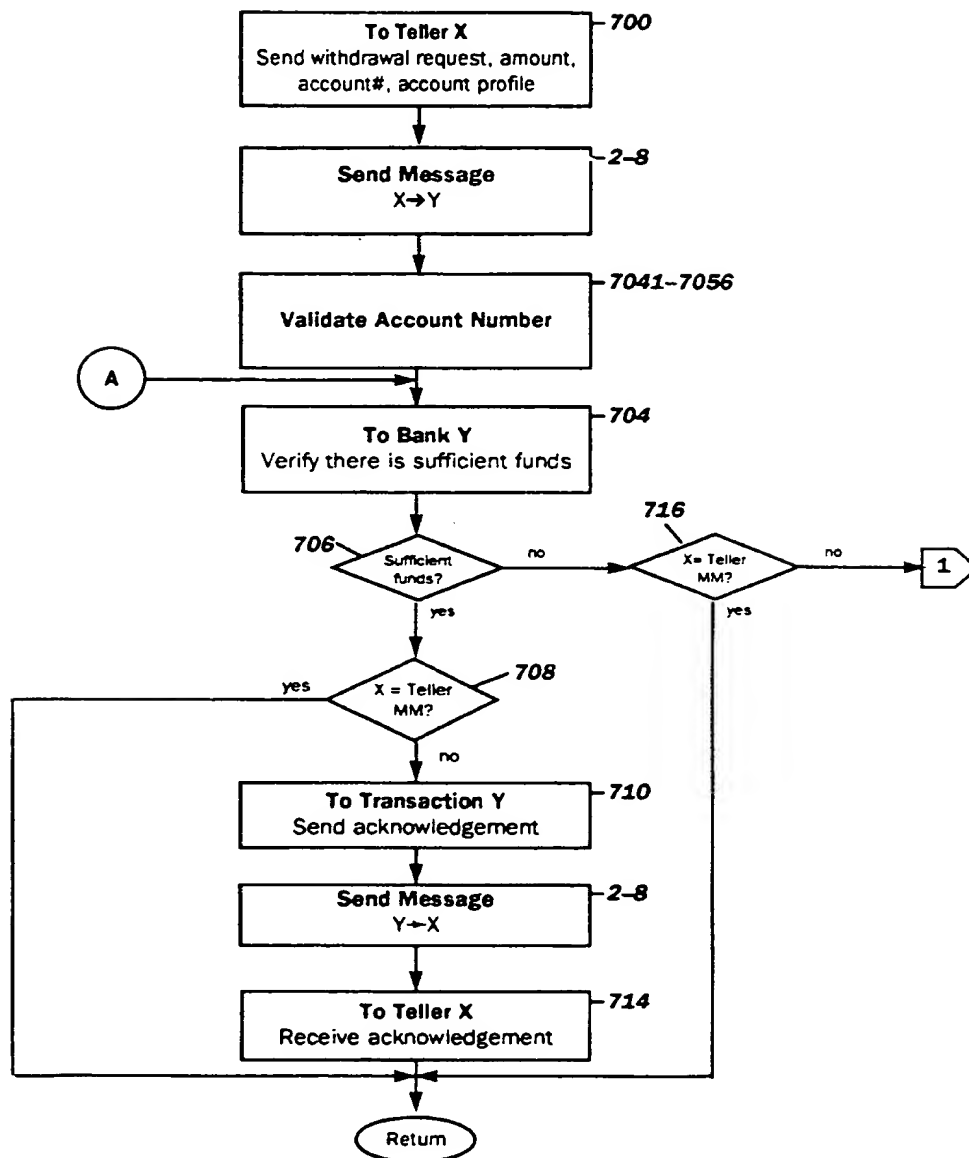 To Teller X
700
Send withdrawal request, amount,
account#, account profile
Send Message
2-8
X→Y
Validate Account Number
7041-7056
A
To Bank Y
704
Verify there is sufficient funds
706
Sufficient
funds?
no
yes
716
X= Teller
MM?
no
yes
1
708
X = Teller
MM?
yes
no
To Transaction Y
710
Send acknowledgement
Send Message
2-8
Y→X
To Teller X
714
Receive acknowledgement
Return